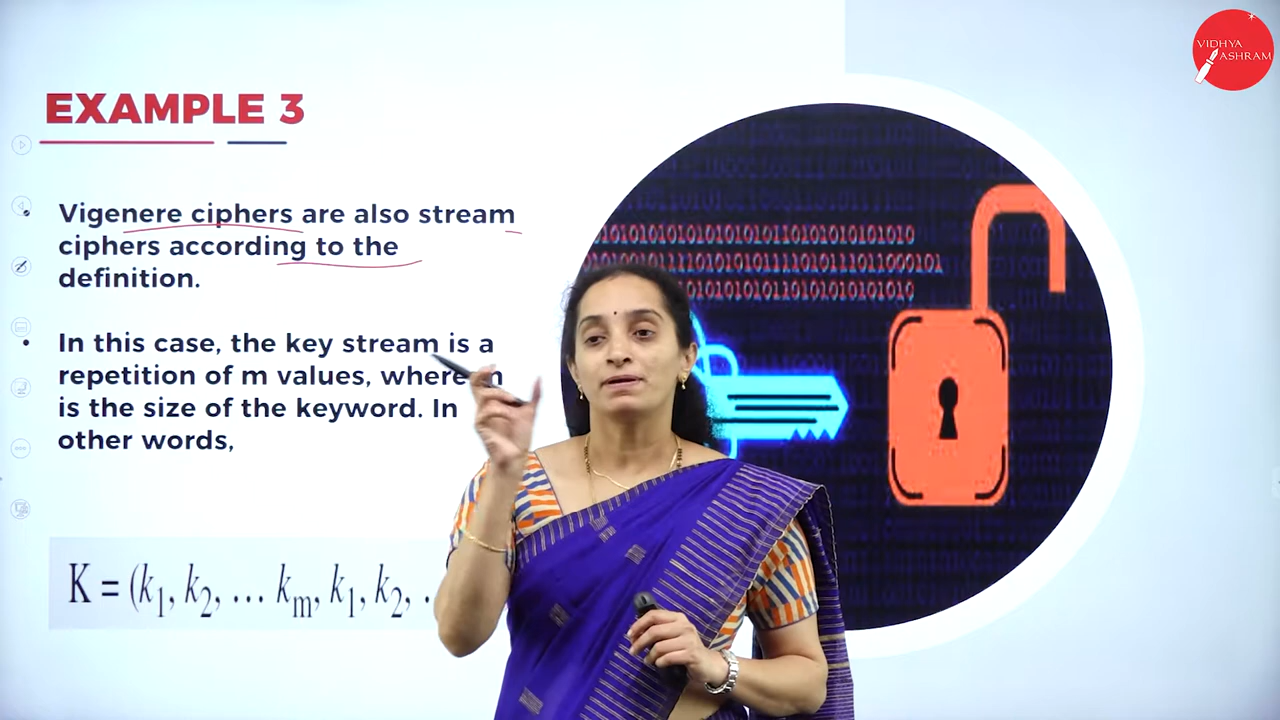 VIDHYA
ASHRAM
EXAMPLE 3
• Vigenere ciphers are also stream
ciphers according to the
definition.
• In this case, the key stream is a
repetition of m values, where
is the size of the keyword. In
other words,
K = (k₁, k₂, … kₘ, k₁, k₂, .